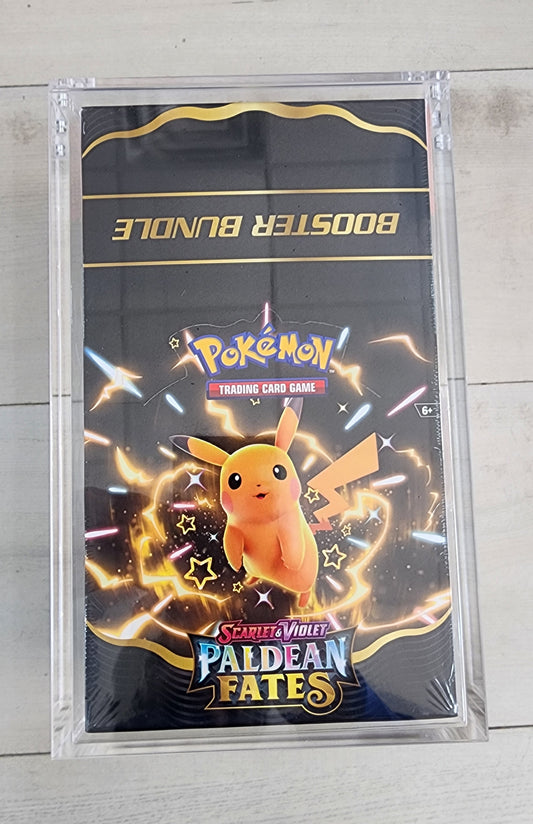 BOOSTER BUNDLE
POKéMON
TRADING CARD GAME
6+
SCARLET & VIOLET
PALDEAN
FATES